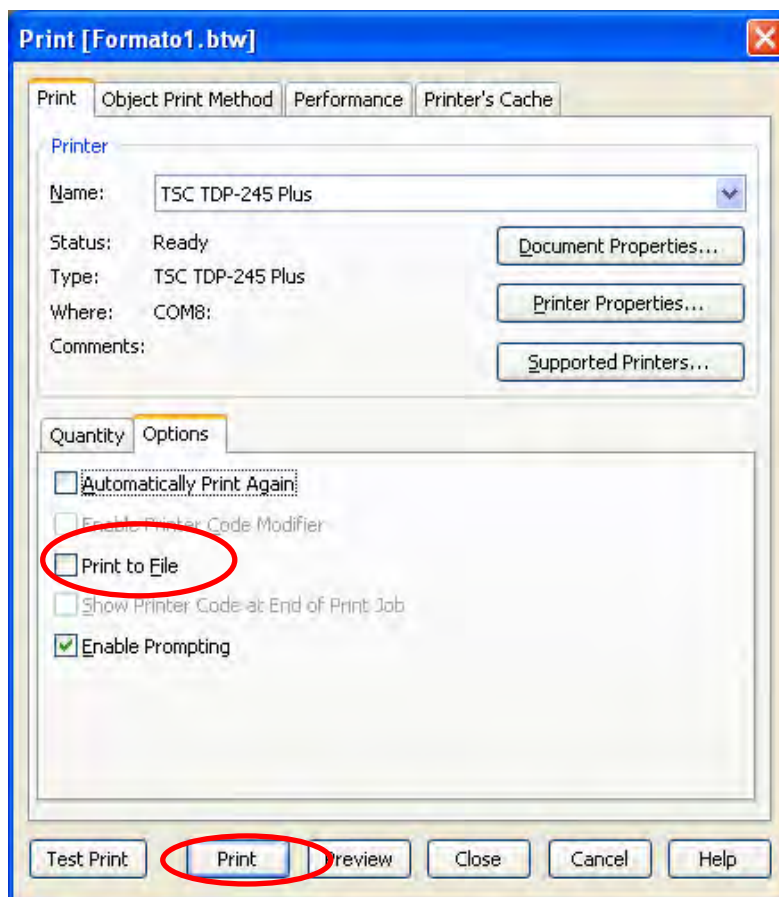 Print [Formato1.btw]
Print Object Print Method Performance Printer's Cache
Printer
Name: TSC TDP-245 Plus
Status: Ready Document Properties...
Type: TSC TDP-245 Plus
Where: COM8: Printer Properties...
Comments:
Supported Printers...
Quantity Options
Automatically Print Again
Enable Printer Code Modifier
Print to File
Show Printer Code at End of Print Job
Enable Prompting
Test Print Print Preview Close Cancel Help